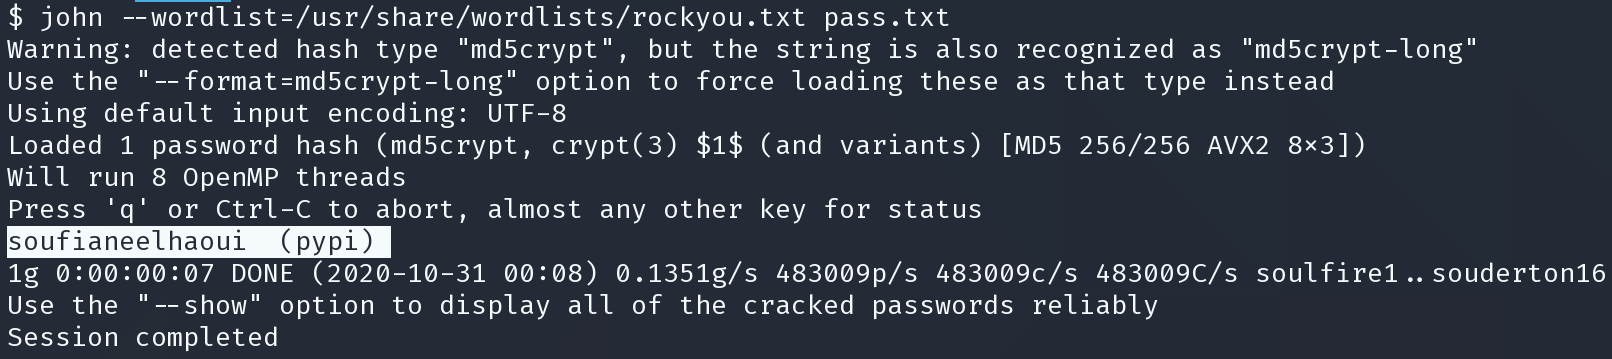 $ john --wordlist=/usr/share/wordlists/rockyou.txt pass.txt
Warning: detected hash type "md5crypt", but the string is also recognized as "md5crypt-long"
Use the "--format=md5crypt-long" option to force loading these as that type instead
Using default input encoding: UTF-8
Loaded 1 password hash (md5crypt, crypt(3) $1$ (and variants) [MD5 256/256 AVX2 8×3])
Will run 8 OpenMP threads
Press 'q' or Ctrl-C to abort, almost any other key for status
soufianeelhaoui  (pypi)
1g 0:00:00:07 DONE (2020-10-31 00:08) 0.1351g/s 483009p/s 483009c/s 483009C/s soulfire1..souderton16
Use the "--show" option to display all of the cracked passwords reliably
Session completed